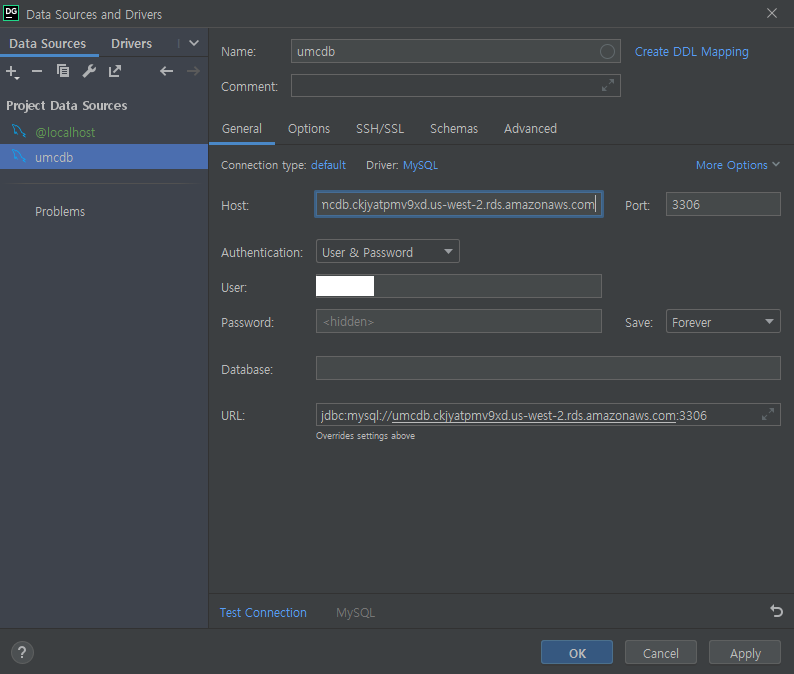 DG Data Sources and Drivers
Data Sources Drivers
Project Data Sources
@localhost
umcdb
Problems
Name: umcdb Create DDL Mapping
Comment:
General Options SSH/SSL Schemas Advanced
Connection type: default Driver: MySQL More Options
Host: ncdb.ckjyatpmv9xd.us-west-2.rds.amazonaws.com Port: 3306
Authentication: User & Password
User:
Password: <hidden> Save: Forever
Database:
URL: jdbc:mysql://umcdb.ckjyatpmv9xd.us-west-2.rds.amazonaws.com:3306
Overrides settings above
Test Connection MySQL
? OK Cancel Apply